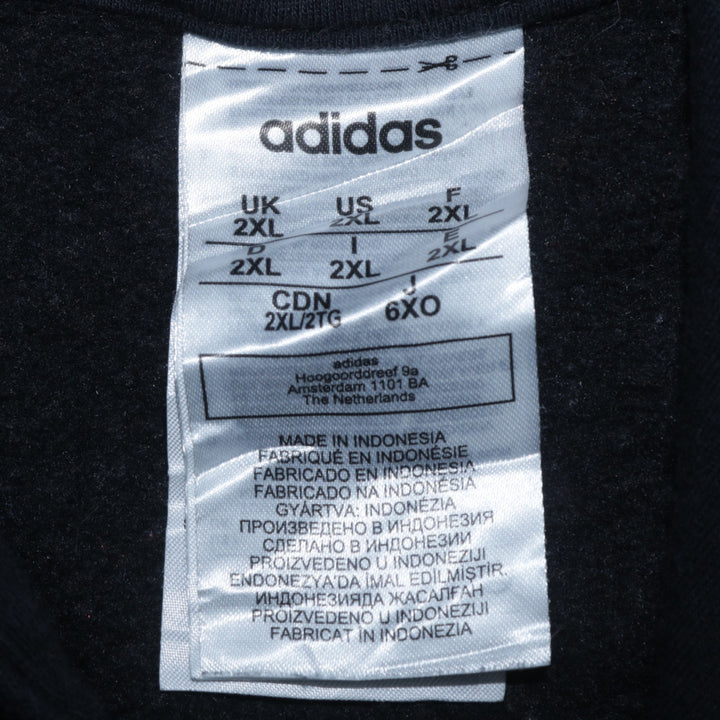 adidas
UK US F
2XL 2XL 2XL
D I E
2XL 2XL 2XL
CDN J
2XL/2TG 6XO
adidas
Hoogoorddreef 9a
Amsterdam 1101 BA
The Netherlands
MADE IN INDONESIA
FABRIQUÉ EN INDONÉSIE
FABRICADO EN INDONESIA
FABRICADO NA INDONÉSIA
GYÁRTVA: INDONÉZIA
ПРОИЗВЕДЕНО В ИНДОНЕЗИЯ
СДЕЛАНО В ИНДОНЕЗИИ
PROIZVEDENO U INDONEZIJI
ENDONEZYA'DA İMAL EDİLMİŞTİR.
ИНДОНЕЗИЯДА ЖАСАЛҒАН
PROIZVEDENO U INDONEZIJI
FABRICAT ÎN INDONEZIA